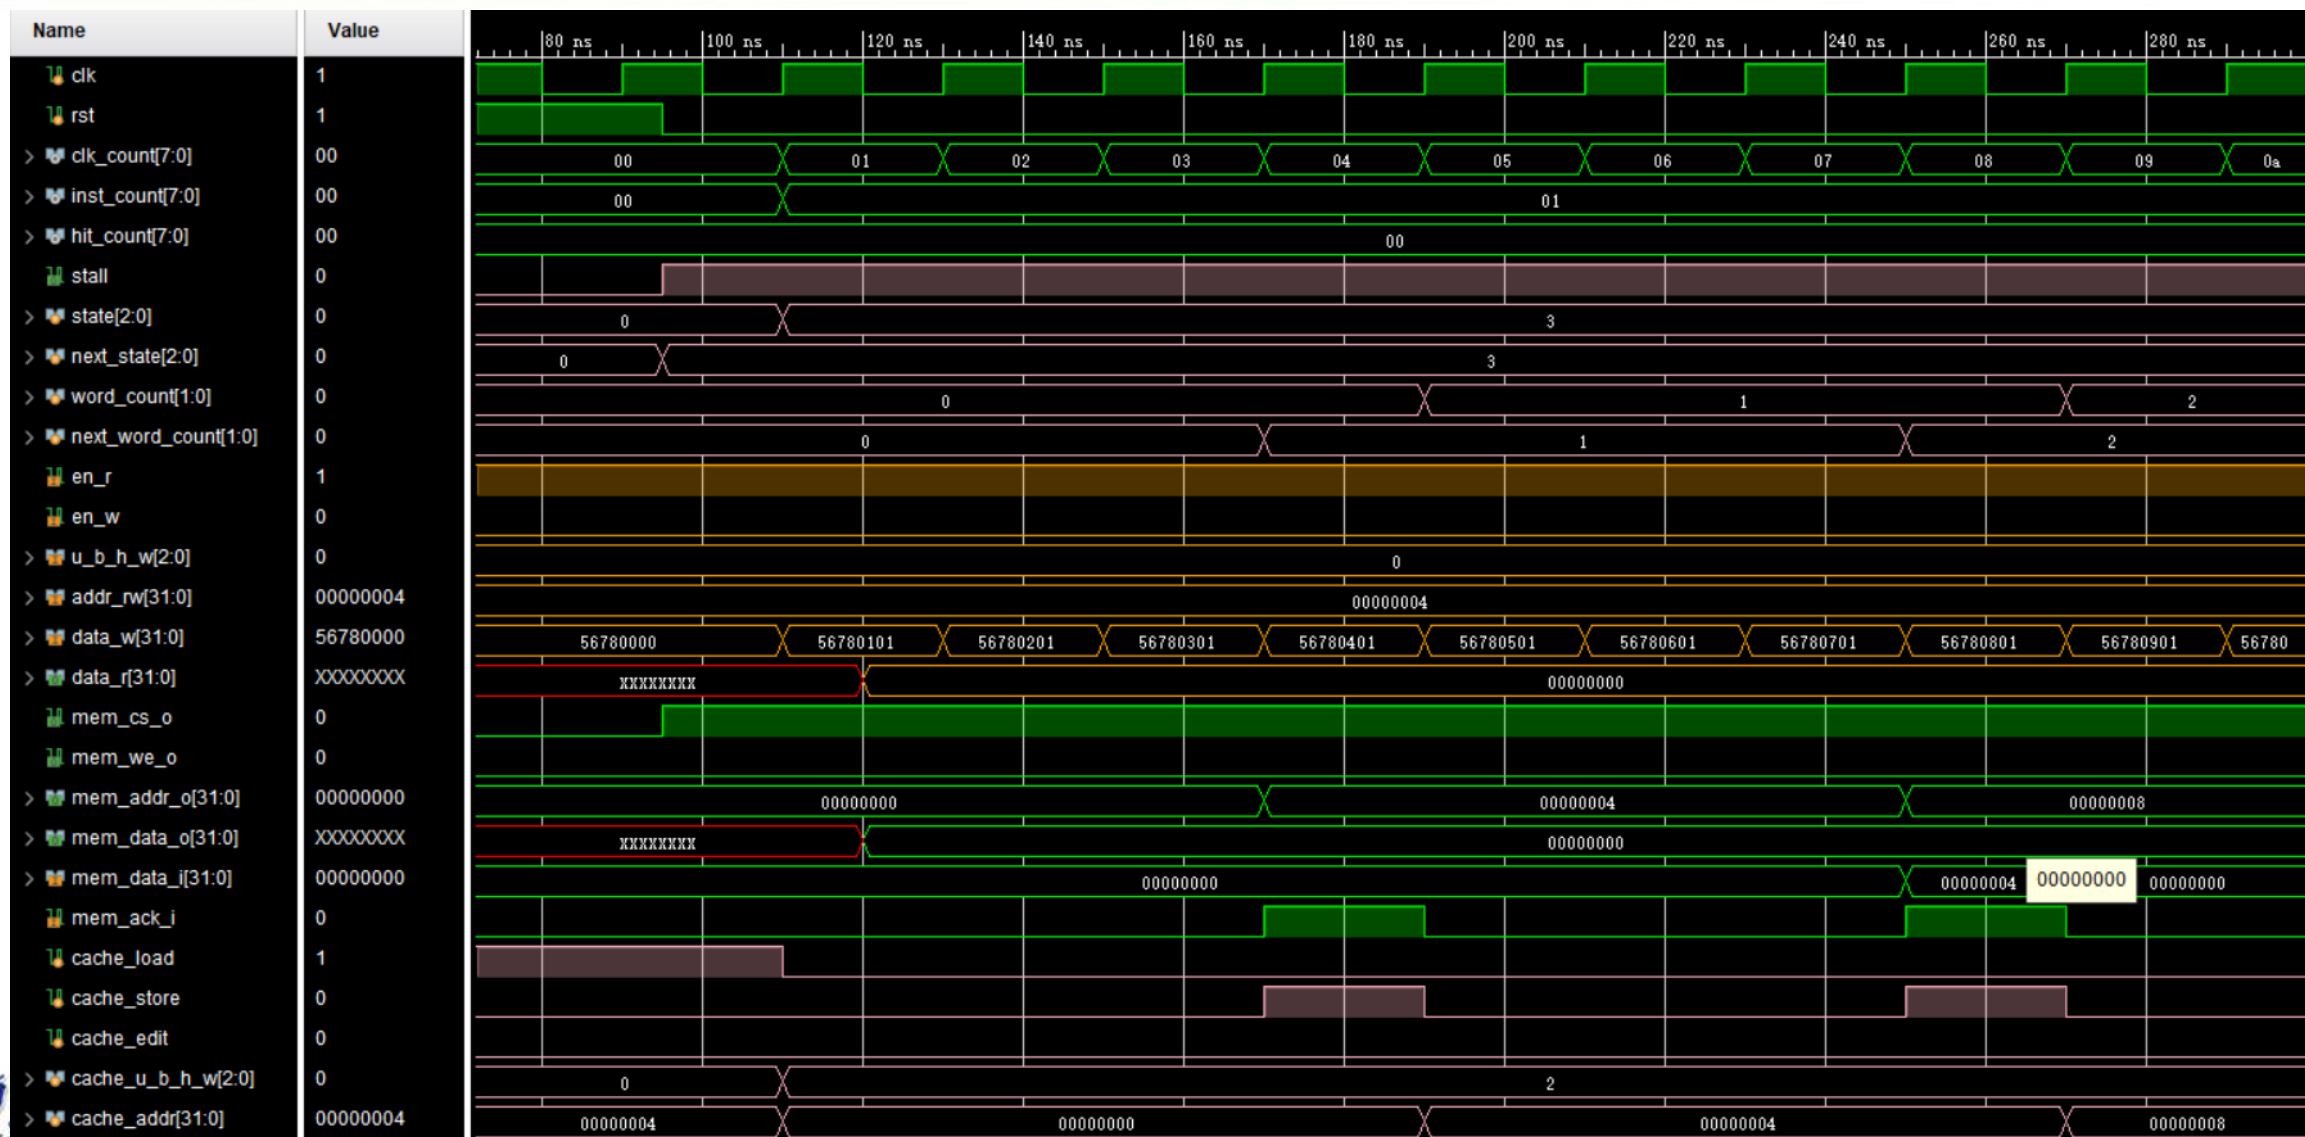 Name Value 80 ns 100 ns 120 ns 140 ns 160 ns 180 ns 200 ns 220 ns 240 ns 260 ns 280 ns
clk 1
rst 1
clk_count[7:0] 00 00 01 02 03 04 05 06 07 08 09 0a
inst_count[7:0] 00 00 01
hit_count[7:0] 00 00
stall 0
state[2:0] 0 0 3
next_state[2:0] 0 0 3
word_count[1:0] 0 0 1 2
next_word_count[1:0] 0 0 1 2
en_r 1
en_w 0
u_b_h_w[2:0] 0 0
addr_rw[31:0] 00000004 00000004
data_w[31:0] 56780000 56780000 56780101 56780201 56780301 56780401 56780501 56780601 56780701 56780801 56780901 56780
data_r[31:0] XXXXXXXX XXXXXXXX 00000000
mem_cs_o 0
mem_we_o 0
mem_addr_o[31:0] 00000000 00000000 00000004 00000008
mem_data_o[31:0] XXXXXXXX XXXXXXXX 00000000
mem_data_i[31:0] 00000000 00000000 00000004 00000000 00000000
mem_ack_i 0
cache_load 1
cache_store 0
cache_edit 0
cache_u_b_h_w[2:0] 0 0 2
cache_addr[31:0] 00000004 00000004 00000000 00000004 00000008